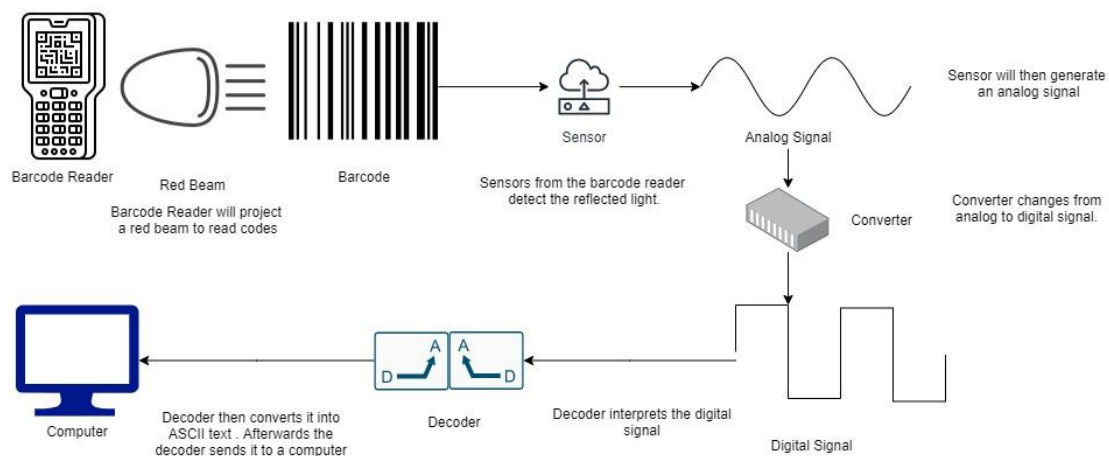 Sensor will then generate
an analog signal
Sensor
Analog Signal
Barcode Reader
Red Beam
Barcode
Barcode Reader will project
a red beam to read codes
Sensors from the barcode reader
detect the reflected light.
Converter
Converter changes from
analog to digital signal.
A
D
A
D
Computer
Decoder then converts it into
ASCII text . Afterwards the
decoder sends it to a computer
Decoder
Decoder interprets the digital
signal
Digital Signal